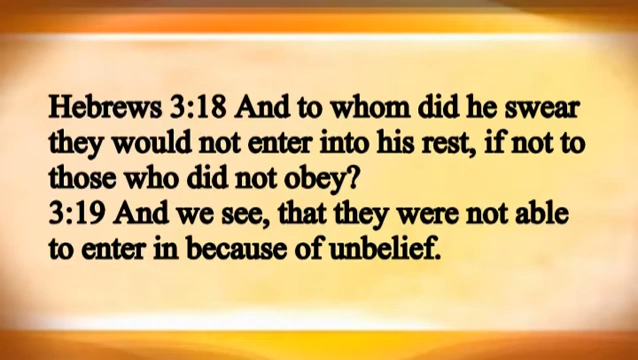 Hebrews 3:18 And to whom did he swear
they would not enter into his rest, if not to
those who did not obey?
3:19 And we see, that they were not able
to enter in because of unbelief.